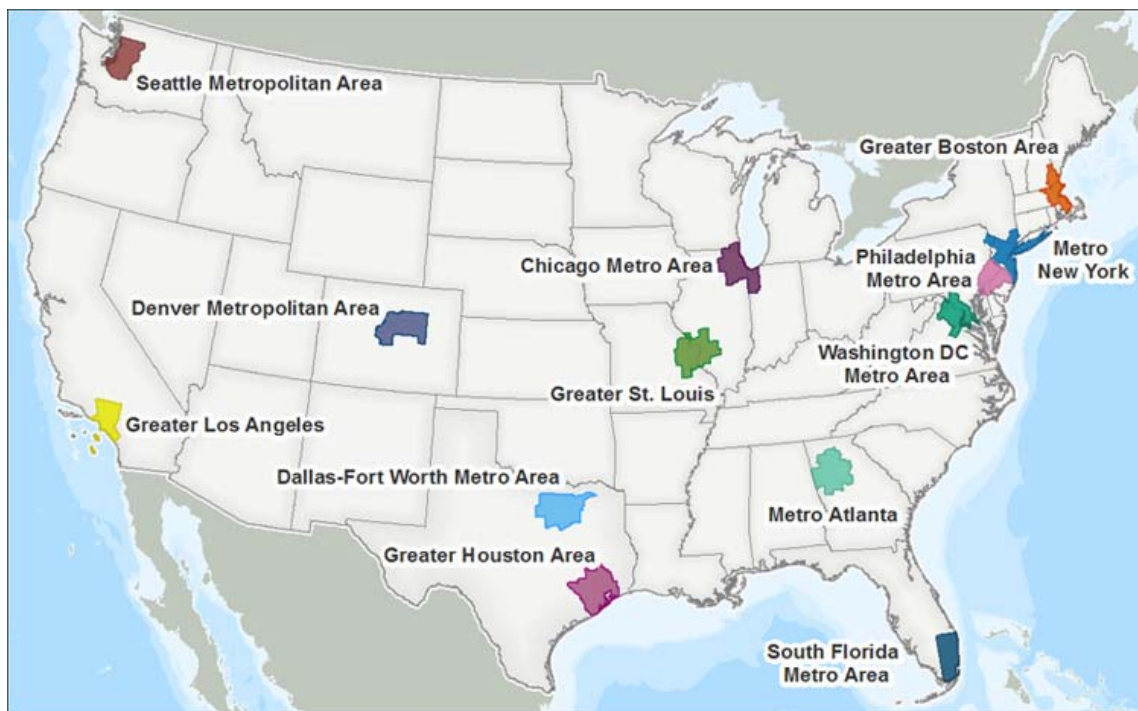 Seattle Metropolitan Area
Greater Boston Area
Chicago Metro Area
Philadelphia
Metro Area
Metro
New York
Denver Metropolitan Area
Washington DC
Metro Area
Greater St. Louis
Greater Los Angeles
Dallas-Fort Worth Metro Area
Metro Atlanta
Greater Houston Area
South Florida
Metro Area